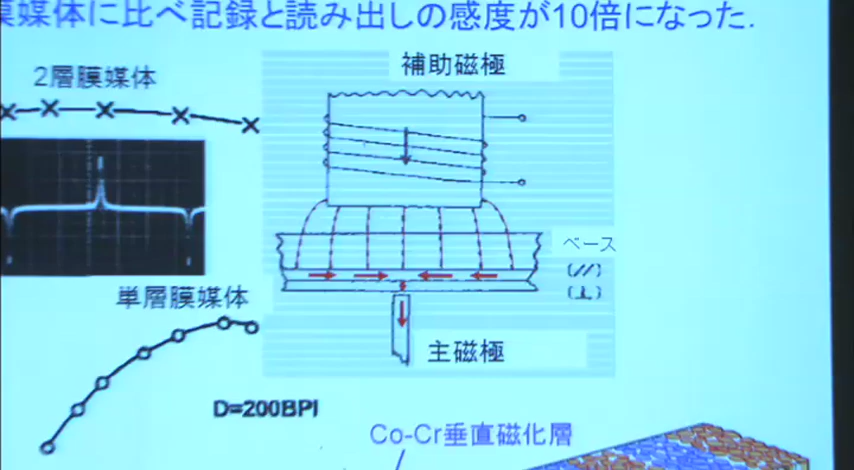 媒体に比べ記録と読み出しの感度が10倍になった.
補助磁極
2層膜媒体
ベース
(//)
(⊥)
単層膜媒体
主磁極
D=200BPI
Co-Cr垂直磁化層